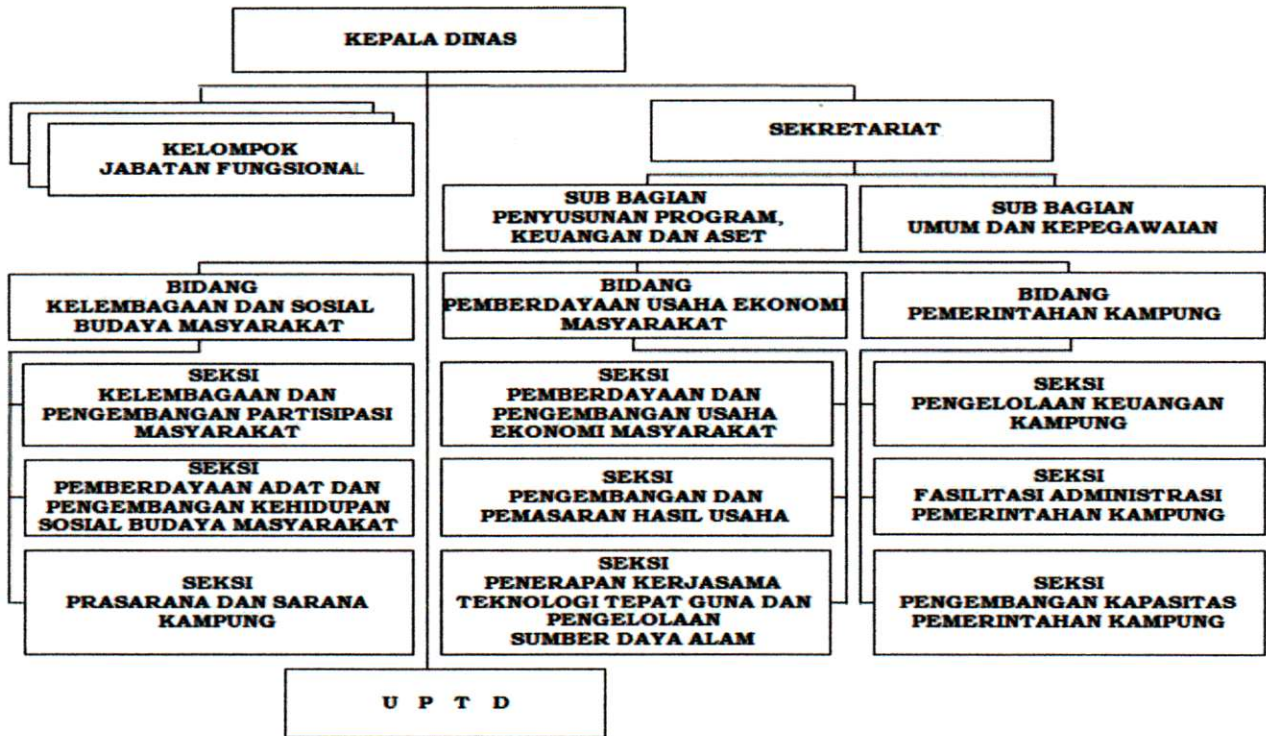 KEPALA DINAS
KELOMPOK
JABATAN FUNGSIONAL
SEKRETARIAT
SUB BAGIAN
PENYUSUNAN PROGRAM,
KEUANGAN DAN ASET
SUB BAGIAN
UMUM DAN KEPEGAWAIAN
BIDANG
KELEMBAGAAN DAN SOSIAL
BUDAYA MASYARAKAT
BIDANG
PEMBERDAYAAN USAHA EKONOMI
MASYARAKAT
BIDANG
PEMERINTAHAN KAMPUNG
SEKSI
KELEMBAGAAN DAN
PENGEMBANGAN PARTISIPASI
MASYARAKAT
SEKSI
PEMBERDAYAAN DAN
PENGEMBANGAN USAHA
EKONOMI MASYARAKAT
SEKSI
PENGELOLAAN KEUANGAN
KAMPUNG
SEKSI
PEMBERDAYAAN ADAT DAN
PENGEMBANGAN KEHIDUPAN
SOSIAL BUDAYA MASYARAKAT
SEKSI
PENGEMBANGAN DAN
PEMASARAN HASIL USAHA
SEKSI
FASILITASI ADMINISTRASI
PEMERINTAHAN KAMPUNG
SEKSI
PRASARANA DAN SARANA
KAMPUNG
SEKSI
PENERAPAN KERJASAMA
TEKNOLOGI TEPAT GUNA DAN
PENGELOLAAN
SUMBER DAYA ALAM
SEKSI
PENGEMBANGAN KAPASITAS
PEMERINTAHAN KAMPUNG
U P T D